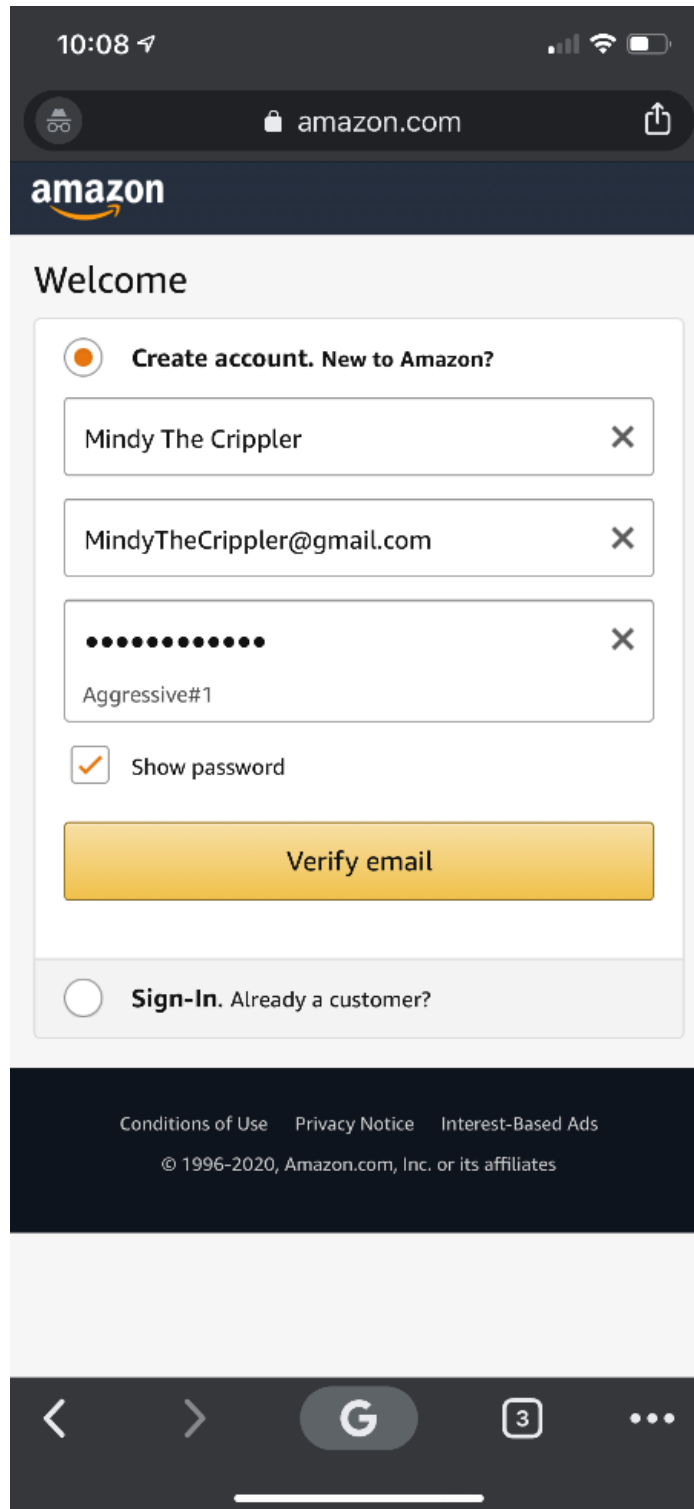 10:08
amazon.com
amazon
Welcome
Create account. New to Amazon?
Mindy The Crippler
MindyTheCrippler@gmail.com
••••••••••••
Aggressive#1
Show password
Verify email
Sign-In. Already a customer?
Conditions of Use Privacy Notice Interest-Based Ads
© 1996-2020, Amazon.com, Inc. or its affiliates
G 3